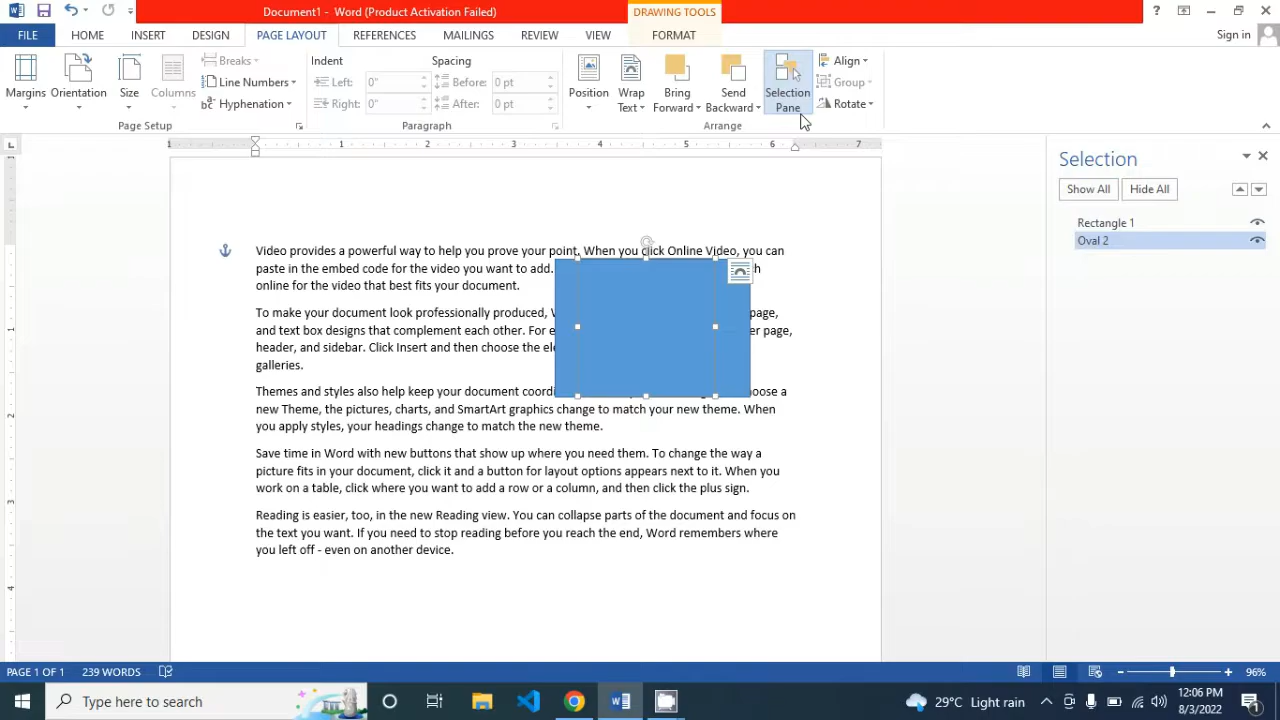 Document1 - Word (Product Activation Failed)
DRAWING TOOLS
FILE HOME INSERT DESIGN PAGE LAYOUT REFERENCES MAILINGS REVIEW VIEW FORMAT Sign in
Margins
Orientation
Size
Columns
Breaks
Line Numbers
Hyphenation
Page Setup
Indent
Left: 0"
Right: 0"
Spacing
Before: 0 pt
After: 0 pt
Paragraph
Position
Wrap Text
Bring Forward
Send Backward
Selection Pane
Align
Group
Rotate
Arrange
1 1 2 3 4 5 6 7
Selection
Show All Hide All
Rectangle 1
Oval 2
Video provides a powerful way to help you prove your point. When you click Online Video, you can
paste in the embed code for the video you want to add.
online for the video that best fits your document.
To make your document look professionally produced, page,
and text box designs that complement each other. For page,
header, and sidebar. Click Insert and then choose the
galleries.
Themes and styles also help keep your document a
new Theme, the pictures, charts, and SmartArt graphics change to match your new theme. When
you apply styles, your headings change to match the new theme.
Save time in Word with new buttons that show up where you need them. To change the way a
picture fits in your document, click it and a button for layout options appears next to it. When you
work on a table, click where you want to add a row or a column, and then click the plus sign.
Reading is easier, too, in the new Reading view. You can collapse parts of the document and focus on
the text you want. If you need to stop reading before you reach the end, Word remembers where
you left off - even on another device.
1
2
3
4
PAGE 1 OF 1 239 WORDS 96%
Type here to search
29°C Light rain
12:06 PM
8/3/2022
1